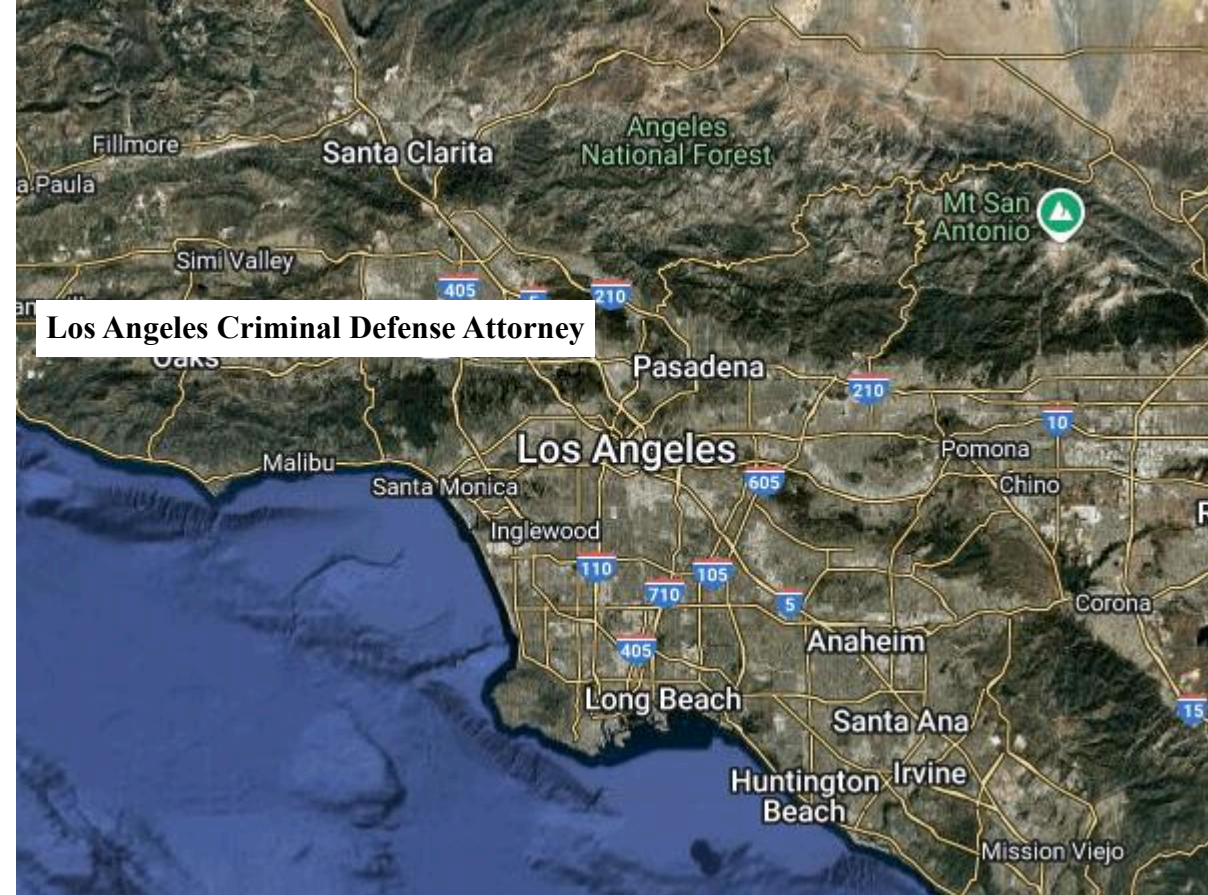 Fillmore
Santa Clarita
Angeles
National Forest
a Paula
Mt San
Antonio
Simi Valley
405
5
210
Los Angeles Criminal Defense Attorney
Oaks
Pasadena
210
10
Los Angeles
Pomona
Malibu
605
Santa Monica
Chino
Inglewood
110
105
710
5
Corona
Anaheim
405
Long Beach
15
Santa Ana
Huntington
Beach
Irvine
Mission Viejo